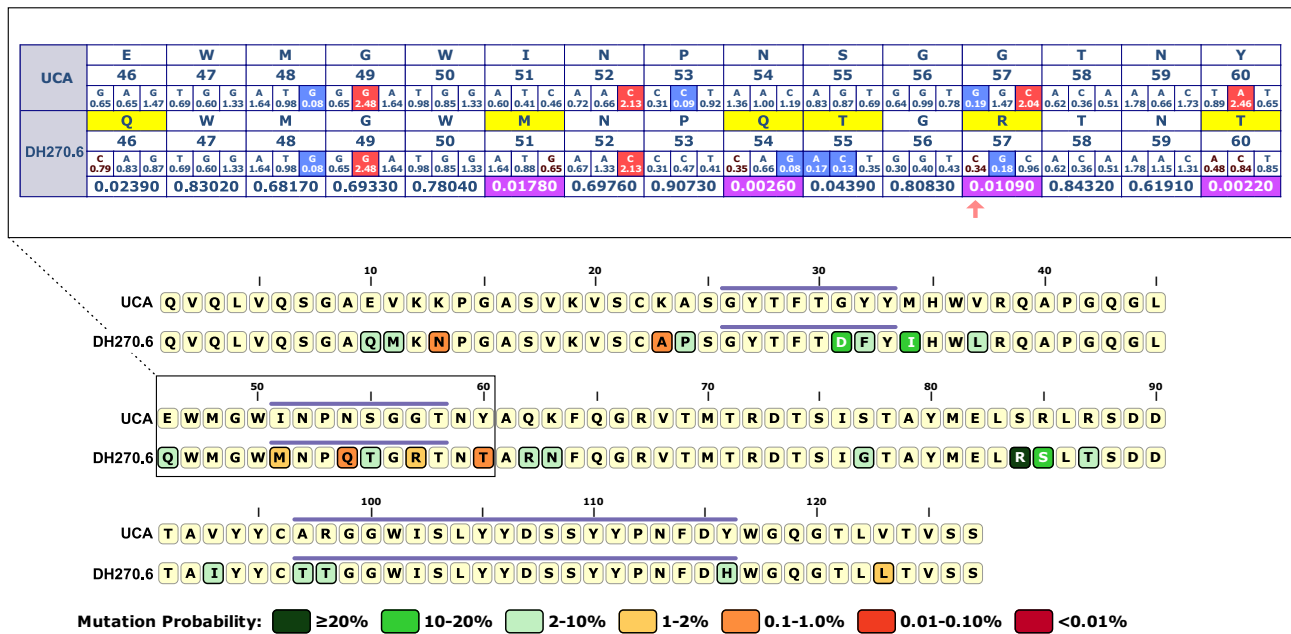 E W M G W I N P N S G G T N Y
UCA 46 47 48 49 50 51 52 53 54 55 56 57 58 59 60
G A G T G G A T G G G A T G G A T C A A C C C T A A C A G T G G C G G C A C A A A C T A T
0.65 0.65 1.47 0.69 0.60 1.33 1.64 0.98 0.08 0.65 2.48 1.64 0.98 0.85 1.33 0.60 0.41 0.46 0.72 0.66 2.13 0.31 0.09 0.92 1.36 1.00 1.19 0.83 0.87 0.69 0.64 0.99 0.78 0.19 1.47 2.04 0.62 0.36 0.51 1.78 0.66 1.73 0.89 2.46 0.65
Q W M G W M N P Q T G R T N T
DH270.6 46 47 48 49 50 51 52 53 54 55 56 57 58 59 60
C A G T G G A T G G G A T G G A T G A A C C C T C A G A C T G G T C G C A C A A A C A C T
0.79 0.83 0.87 0.69 0.60 1.33 1.64 0.98 0.08 0.65 2.48 1.64 0.98 0.60 0.66 1.64 0.88 0.65 1.42 1.33 2.13 0.31 0.47 0.41 0.35 1.66 0.08 0.17 0.13 0.35 0.30 0.40 0.43 0.34 0.18 0.96 0.62 0.36 0.51 1.78 1.15 1.31 0.48 0.84 0.85
0.02390 0.83020 0.68170 0.69330 0.78040 0.01780 0.69760 0.90730 0.00260 0.04390 0.80830 0.01090 0.84320 0.61910 0.00220
10 20 30 40
UCA Q V Q L V Q S G A E V K K P G A S V K V S C K A S G Y T F T G Y Y M H W V R Q A P G Q G L
DH270.6 Q V Q L V Q S G A Q M K N P G A S V K V S C A P S G Y T F T D F Y I H W L R Q A P G Q G L
50 60 70 80 90
UCA E W M G W I N P N S G G T N Y A Q K F Q G R V T M T R D T S I S T A Y M E L S R L R S D D
DH270.6 Q W M G W M N P Q T G R T N T A R N F Q G R V T M T R D T S I G T A Y M E L R S L T S D D
100 110 120
UCA T A V Y Y C A R G G W I S L Y Y D S S Y Y P N F D Y W G Q G T L V T V S S
DH270.6 T A I Y Y C T T G G W I S L Y Y D S S Y Y P N F D H W G Q G T L L T V S S
Mutation Probability: ≥20% 10-20% 2-10% 1-2% 0.1-1.0% 0.01-0.10% <0.01%